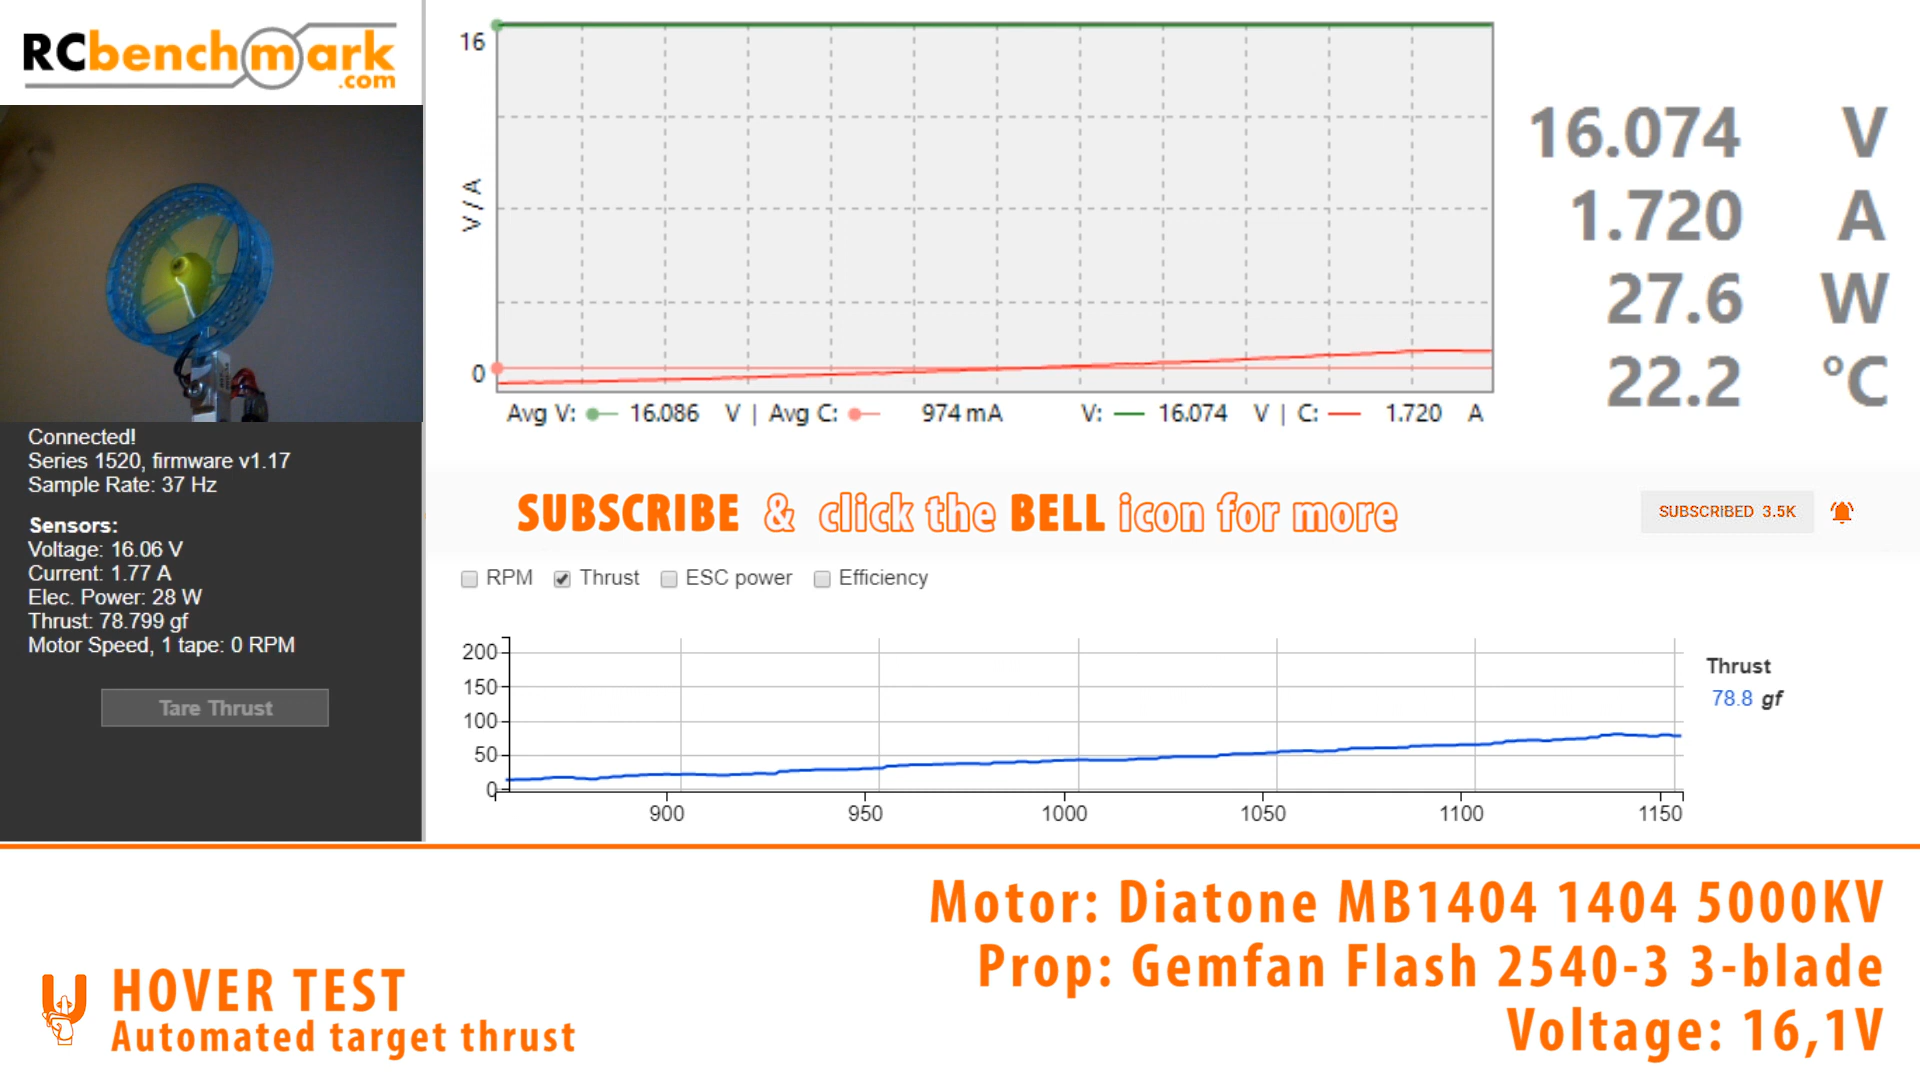 RCbenchmark
.com
16
V / A
0
Avg V: 16.086 V | Avg C: 974 mA V: 16.074 V | C: 1.720 A
16.074 V
1.720 A
27.6 W
22.2 °C
Connected!
Series 1520, firmware v1.17
Sample Rate: 37 Hz
Sensors:
Voltage: 16.06 V
Current: 1.77 A
Elec. Power: 28 W
Thrust: 78.799 gf
Motor Speed, 1 tape: 0 RPM
Tare Thrust
SUBSCRIBE & click the BELL icon for more
SUBSCRIBED 3.5K
RPM Thrust ESC power Efficiency
200
150
100
50
0
900 950 1000 1050 1100 1150
Thrust
78.8 gf
HOVER TEST
Automated target thrust
Motor: Diatone MB1404 1404 5000KV
Prop: Gemfan Flash 2540-3 3-blade
Voltage: 16,1V